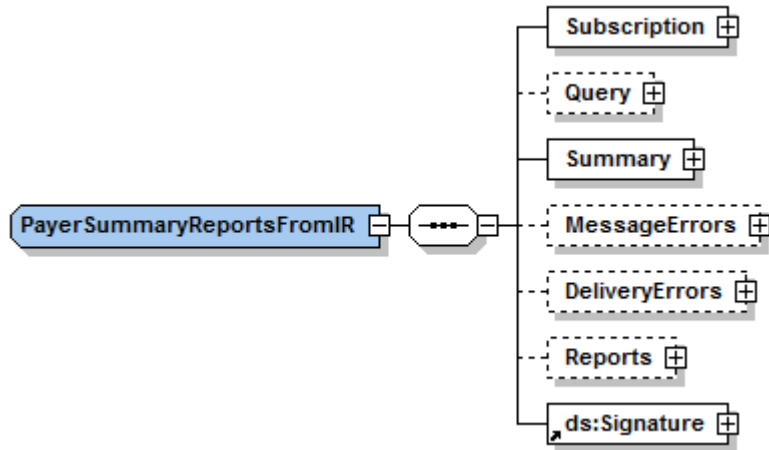 Subscription
Query
Summary
PayerSummaryReportsFromIR
MessageErrors
DeliveryErrors
Reports
ds:Signature